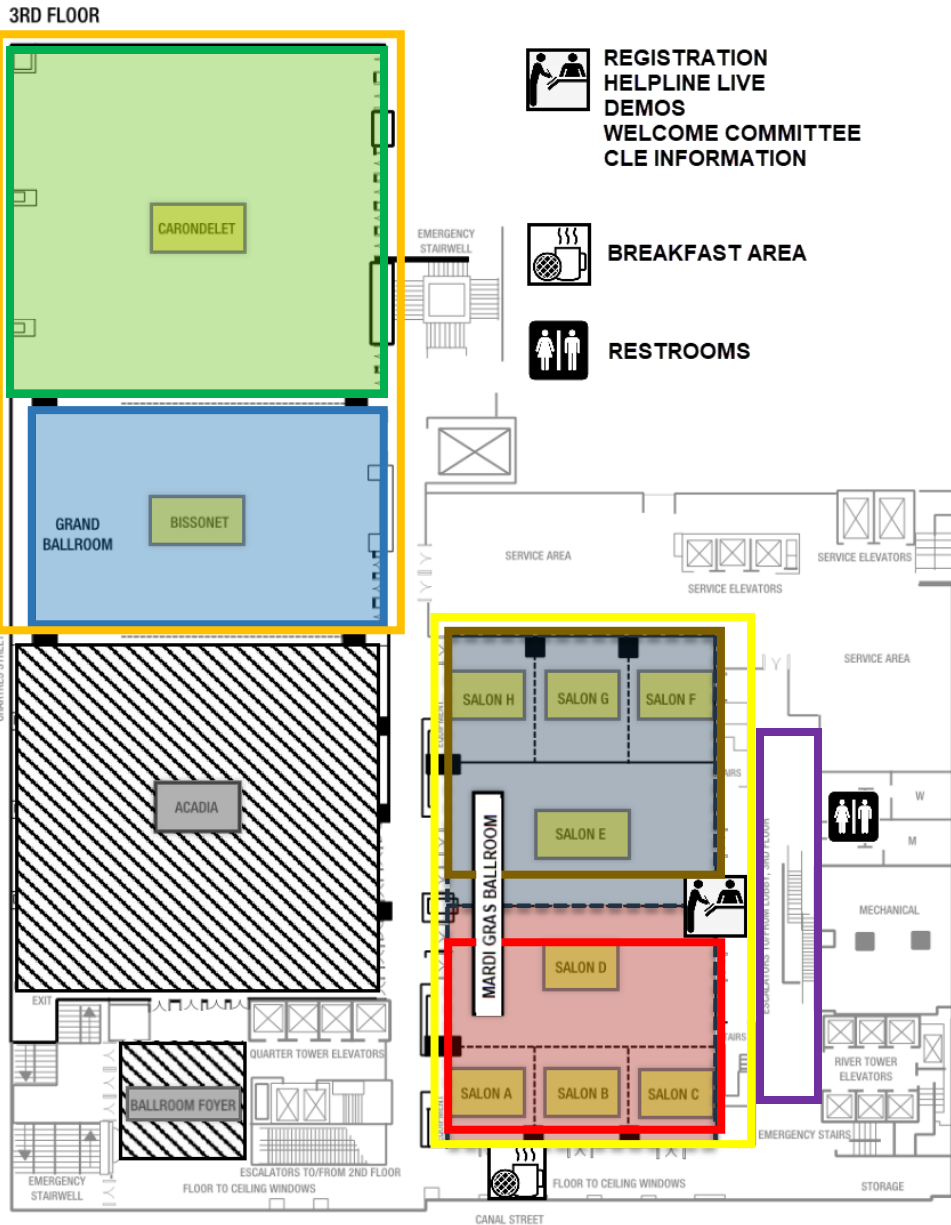 3RD FLOOR
REGISTRATION
HELPLINE LIVE
DEMOS
WELCOME COMMITTEE
CLE INFORMATION
CARONDELET
EMERGENCY
STAIRWELL
BREAKFAST AREA
RESTROOMS
GRAND
BALLROOM
BISSONET
SERVICE AREA
SERVICE ELEVATORS
SERVICE ELEVATORS
SERVICE AREA
SALON H
SALON G
SALON F
ACADIA
SALON E
MARDI GRAS BALLROOM
W
M
MECHANICAL
SALON D
EXIT
QUARTER TOWER ELEVATORS
RIVER TOWER
ELEVATORS
SALON A
SALON B
SALON C
BALLROOM FOYER
EMERGENCY STAIRS
ESCALATORS TO/FROM 2ND FLOOR
EMERGENCY
STAIRWELL
FLOOR TO CEILING WINDOWS
FLOOR TO CEILING WINDOWS
STORAGE
CANAL STREET
ESCALATORS TO/FROM LOBBY, 3RD FLOOR